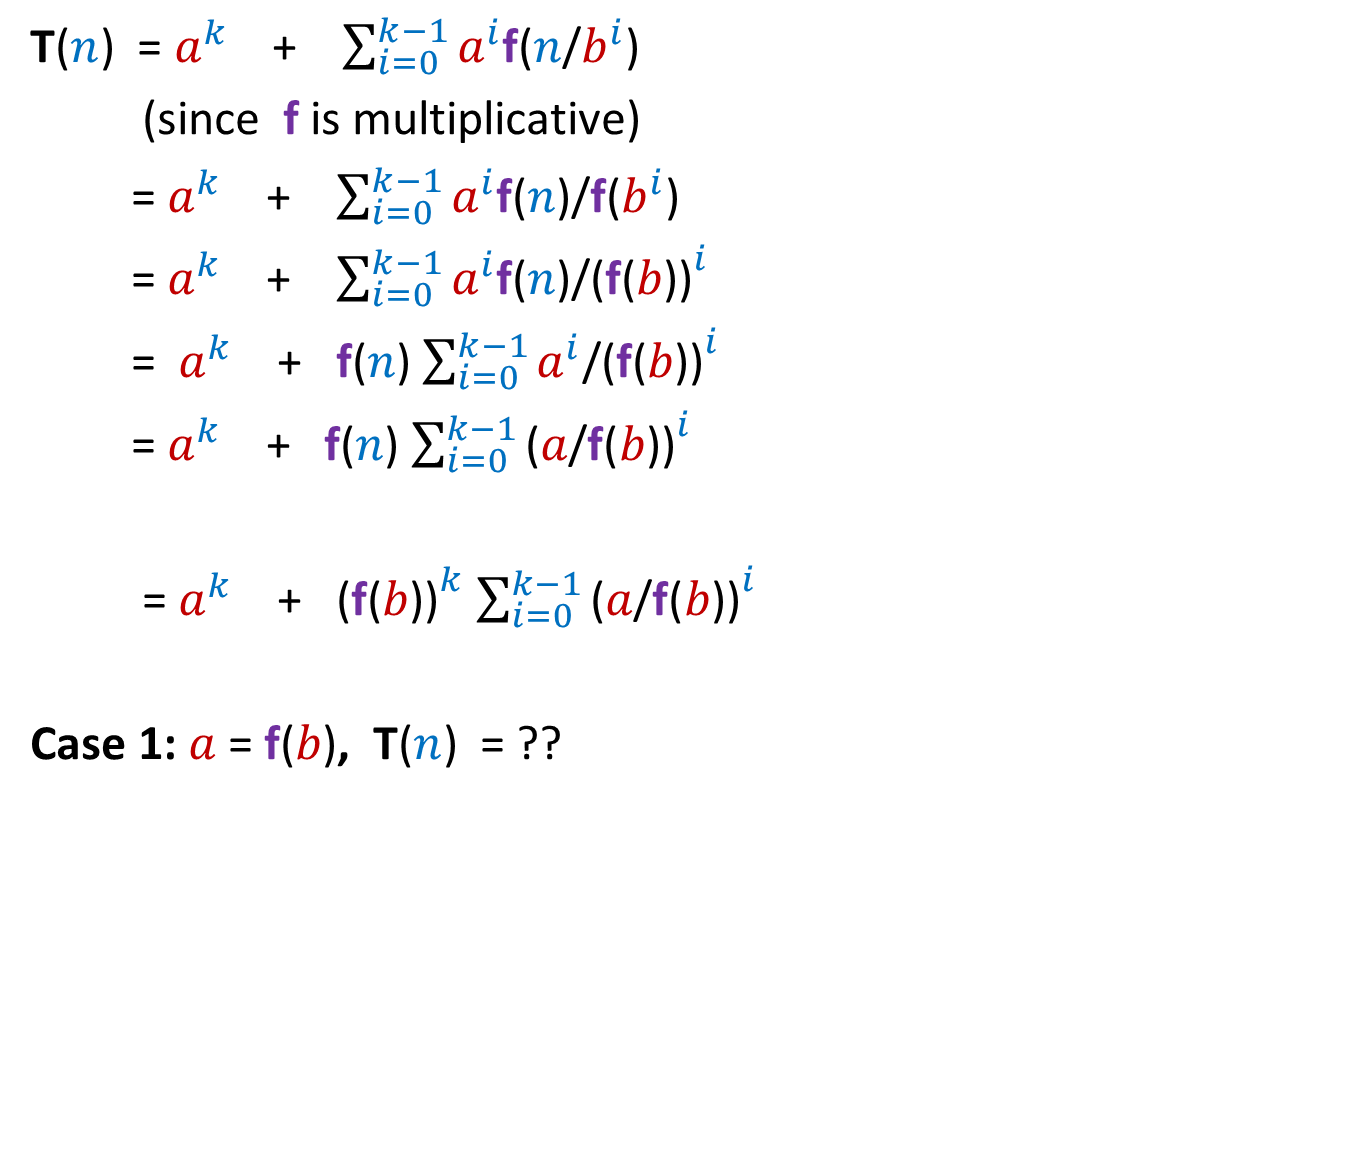 T(n) = a^k + ∑_{i=0}^{k−1} a^i f(n/b^i)
(since f is multiplicative)
= a^k + ∑_{i=0}^{k−1} a^i f(n)/f(b^i)
= a^k + ∑_{i=0}^{k−1} a^i f(n)/(f(b))^i
= a^k + f(n) ∑_{i=0}^{k−1} a^i/(f(b))^i
= a^k + f(n) ∑_{i=0}^{k−1} (a/f(b))^i
= a^k + (f(b))^k ∑_{i=0}^{k−1} (a/f(b))^i
Case 1: a = f(b), T(n) = ??